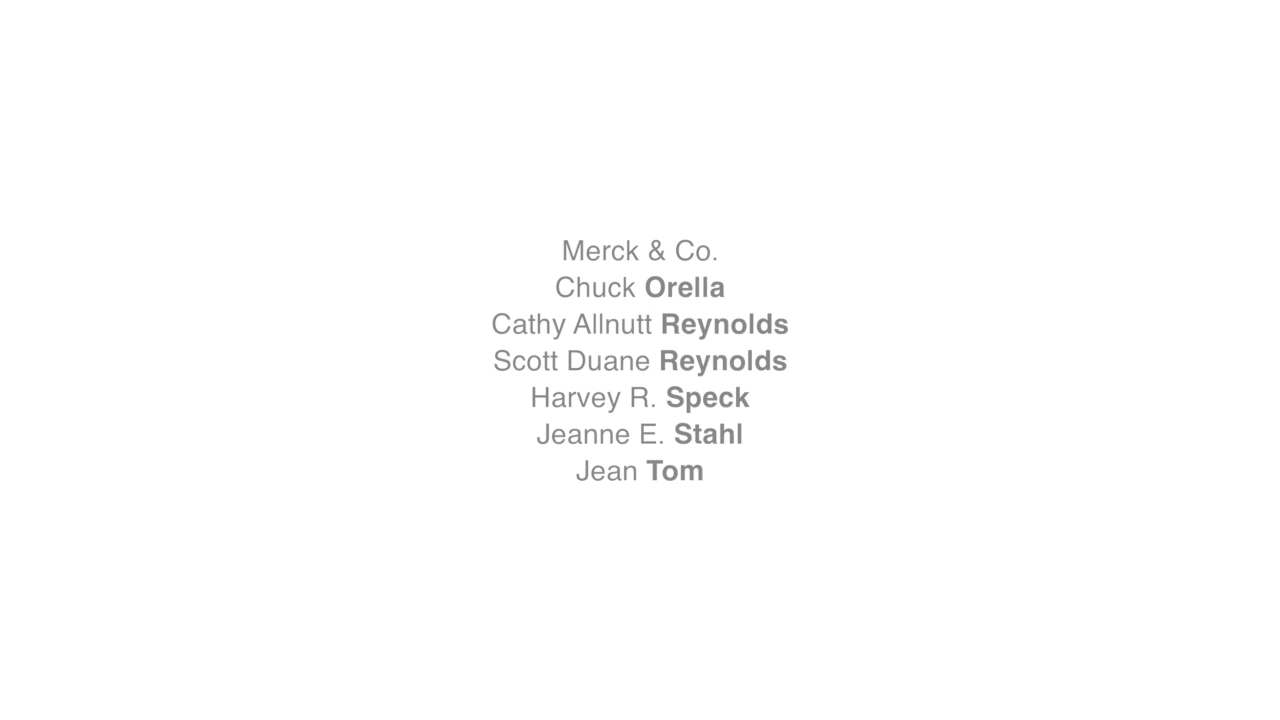 Merck & Co.
Chuck Orella
Cathy Allnutt Reynolds
Scott Duane Reynolds
Harvey R. Speck
Jeanne E. Stahl
Jean Tom